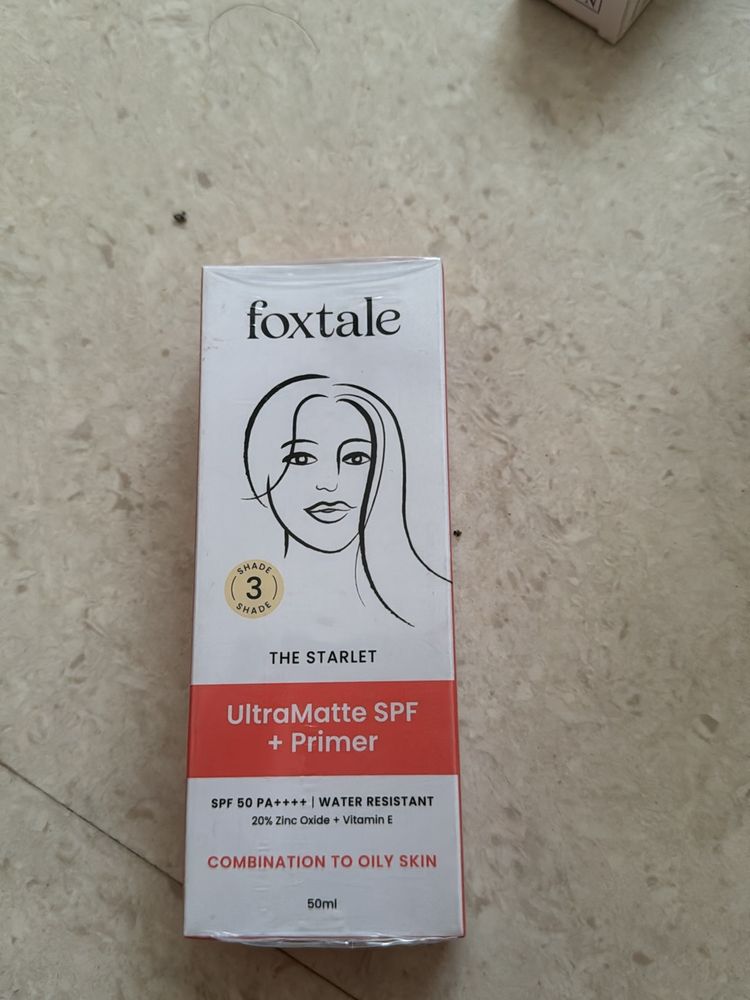 foxtale
SHADE
3
SHADE
THE STARLET
UltraMatte SPF
+ Primer
SPF 50 PA++++ | WATER RESISTANT
20% Zinc Oxide + Vitamin E
COMBINATION TO OILY SKIN
50ml